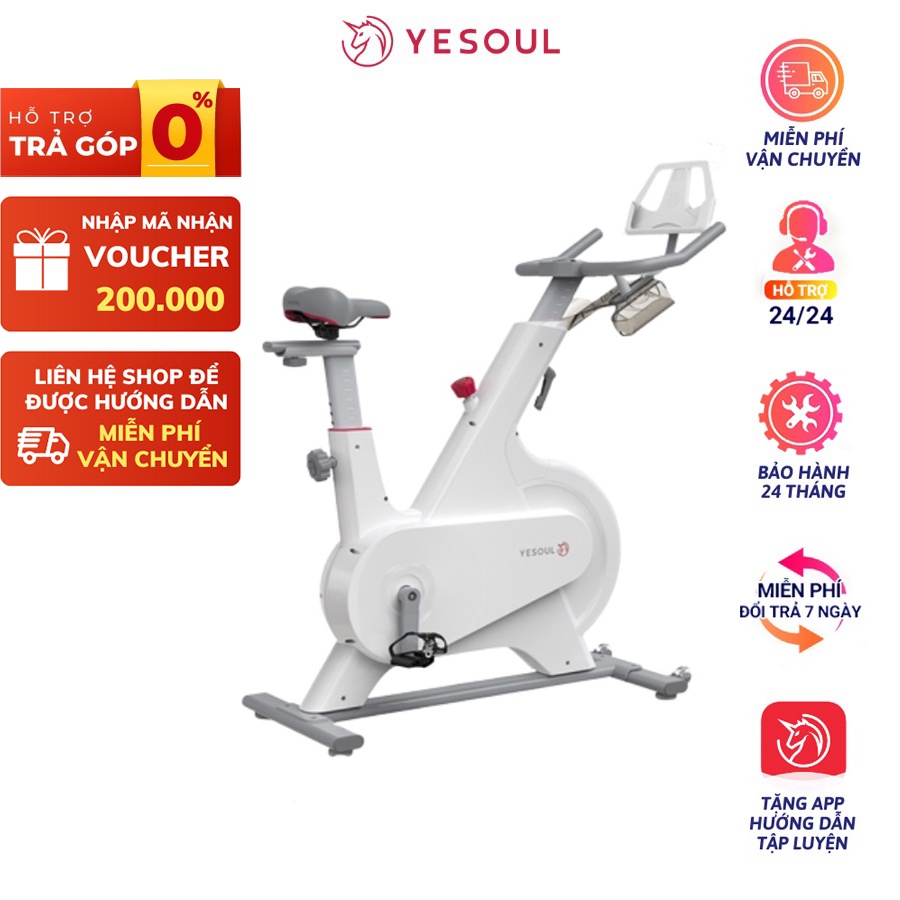 YESOUL
HỖ TRỢ
TRẢ GÓP
0%
NHẬP MÃ NHẬN
VOUCHER
200.000
LIÊN HỆ SHOP ĐỂ
ĐƯỢC HƯỚNG DẪN
MIỄN PHÍ
VẬN CHUYỂN
YESOUL
MIỄN PHÍ
VẬN CHUYỂN
HỖ TRỢ
24/24
BẢO HÀNH
24 THÁNG
MIỄN PHÍ
ĐỔI TRẢ 7 NGÀY
TẶNG APP
HƯỚNG DẪN
TẬP LUYỆN